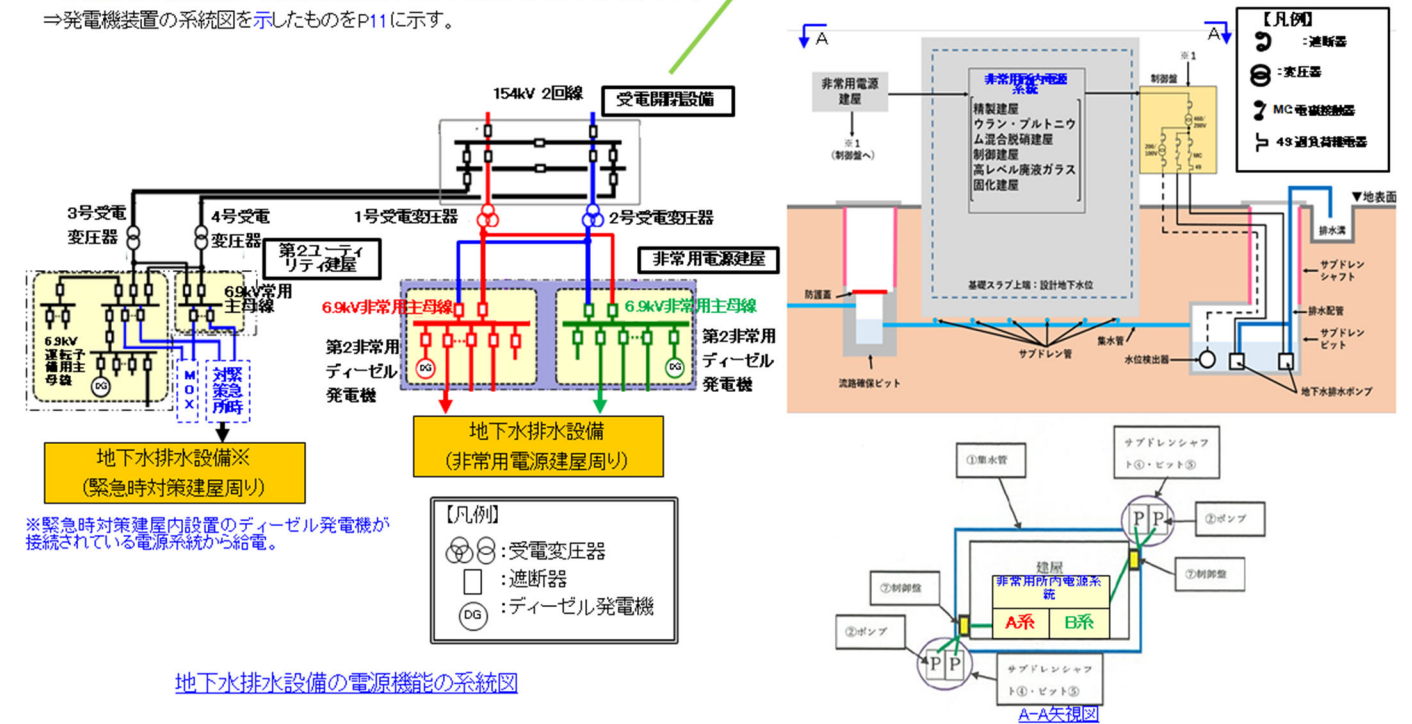 ⇒発電機装置の系統図を示したものをP11に示す。
154kV 2回線
受電開閉設備
3号受電
変圧器
4号受電
変圧器
1号受電変圧器
2号受電変圧器
第2ユーティ
リティ建屋
非常用電源建屋
6.9kV常用
主母線
6.9kV非常用主母線
6.9kV非常用主母線
6.9kV
運転予
備用主
母線
DG
MOX
緊急時
対策所
第2非常用
ディーゼル
発電機
DG
第2非常用
ディーゼル
発電機
DG
地下水排水設備※
(緊急時対策建屋周り)
地下水排水設備
(非常用電源建屋周り)
※緊急時対策建屋内設置のディーゼル発電機が
接続されている電源系統から給電。
【凡例】
:受電変圧器
:遮断器
DG
:ディーゼル発電機
地下水排水設備の電源機能の系統図
A
A
【凡例】
:遮断器
:変圧器
MC 電磁接触器
49 過負荷継電器
非常用電源
建屋
※1
(制御盤へ)
非常用所内電源
系統
精製建屋
ウラン・プルトニウ
ム混合脱硝建屋
制御建屋
高レベル廃液ガラス
固化建屋
※1
制御盤
460/
200V
200/
100V
MC
49
▼地表面
排水溝
サブドレン
シャフト
防護蓋
基礎スラブ上端:設計地下水位
排水配管
サブドレン
ピット
サブドレン管
集水管
水位検出器
流路確保ピット
地下水排水ポンプ
①集水管
サブドレンシャフ
ト④・ピット⑤
P P
②ポンプ
建屋
非常用所内電源系
統
A系
B系
⑦制御盤
⑦制御盤
②ポンプ
P P
サブドレンシャフ
ト④・ピット⑤
A-A矢視図